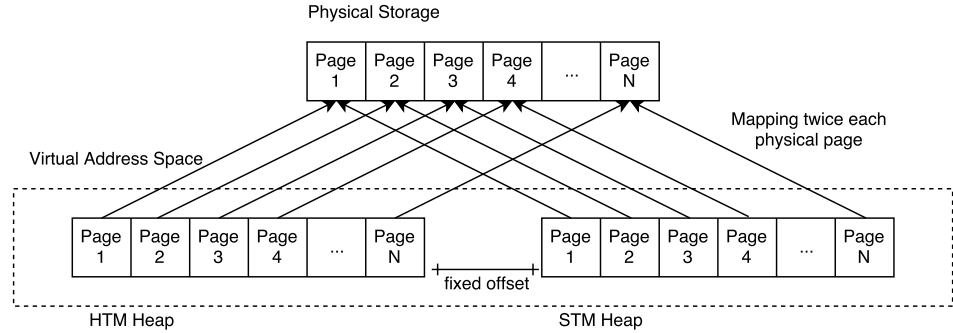 Physical Storage
Page Page Page Page ... Page
1 2 3 4 N
Mapping twice each
physical page
Virtual Address Space
Page Page Page Page ... Page
1 2 3 4 N
Page Page Page Page ... Page
1 2 3 4 N
fixed offset
HTM Heap
STM Heap